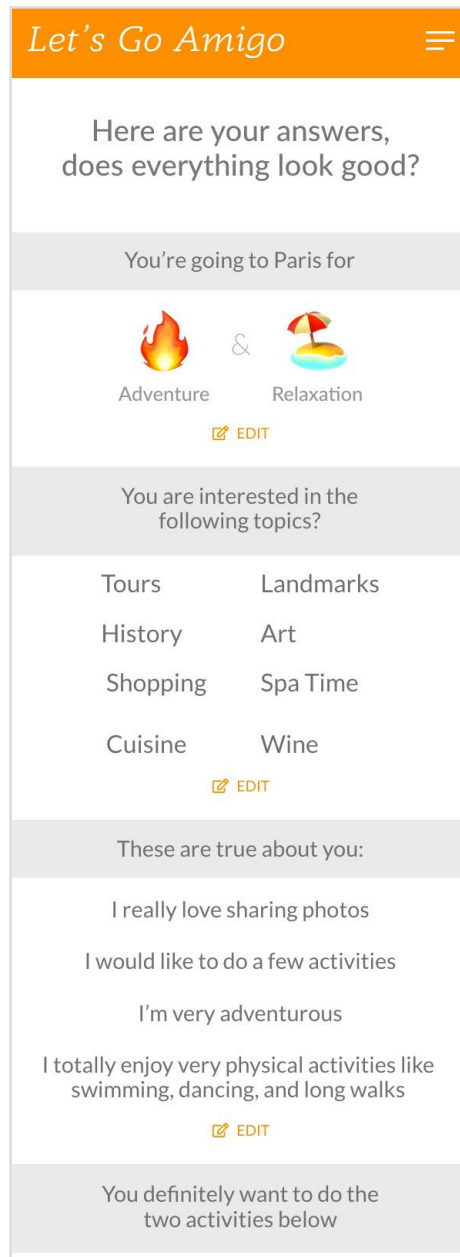 Let's Go Amigo
Here are your answers,
does everything look good?
You're going to Paris for
&
Adventure Relaxation
EDIT
You are interested in the
following topics?
Tours Landmarks
History Art
Shopping Spa Time
Cuisine Wine
EDIT
These are true about you:
I really love sharing photos
I would like to do a few activities
I'm very adventurous
I totally enjoy very physical activities like
swimming, dancing, and long walks
EDIT
You definitely want to do the
two activities below